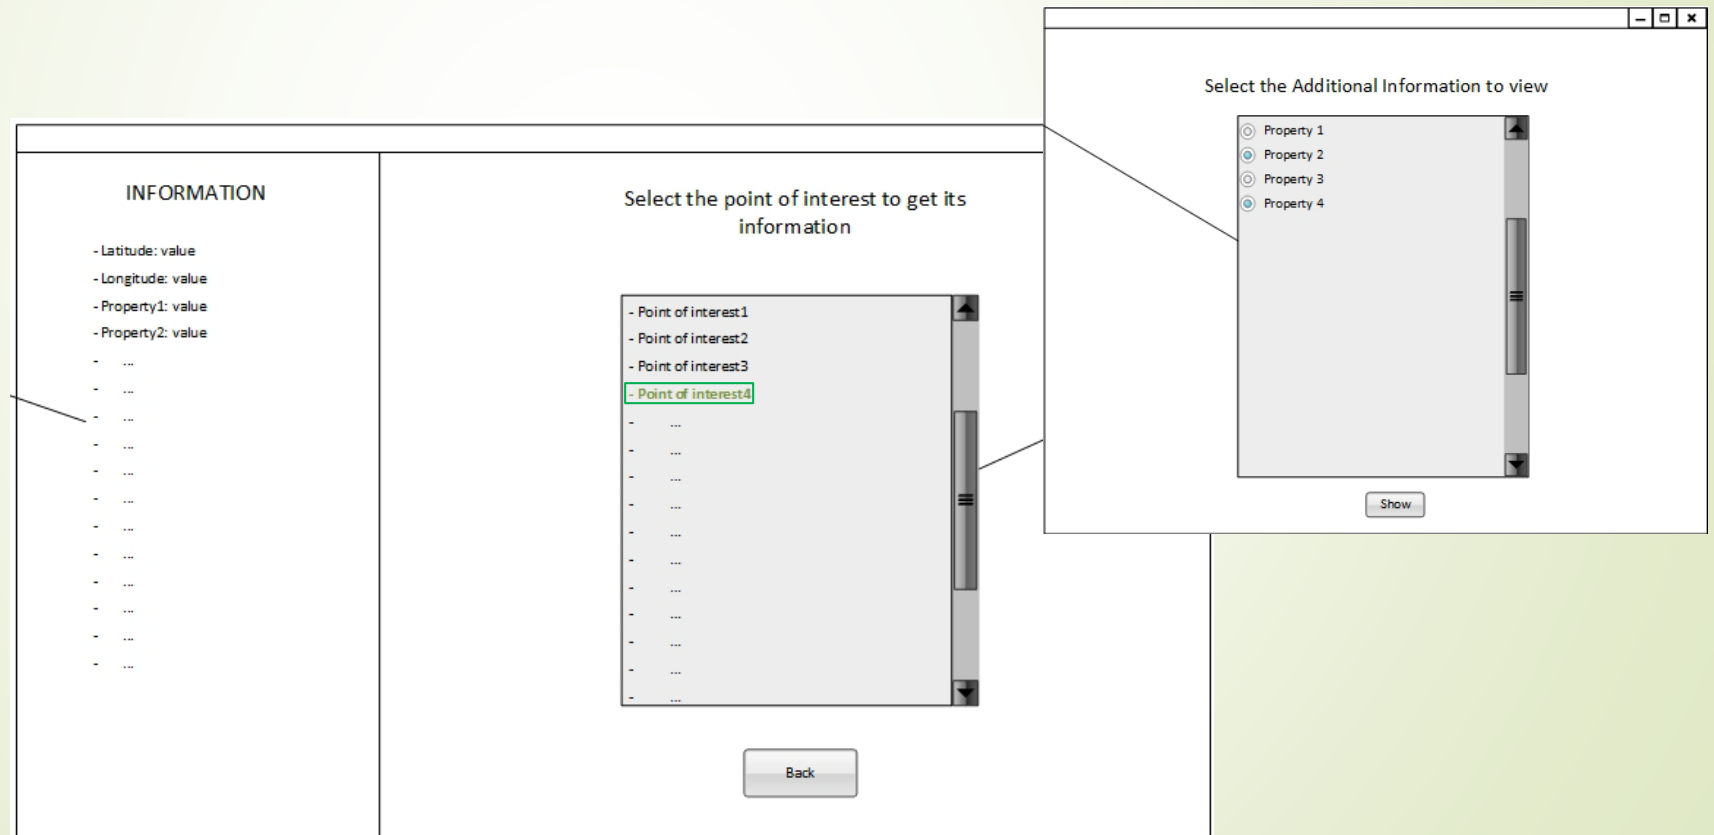 INFORMATION
- Latitude: value
- Longitude: value
- Property1: value
- Property2: value
- ...
- ...
- ...
- ...
- ...
- ...
- ...
- ...
- ...
- ...
- ...
- ...
Select the point of interest to get its
information
- Point of interest1
- Point of interest2
- Point of interest3
- Point of interest4
- ...
- ...
- ...
- ...
- ...
- ...
- ...
- ...
- ...
- ...
- ...
Back
Select the Additional Information to view
Property 1
Property 2
Property 3
Property 4
Show